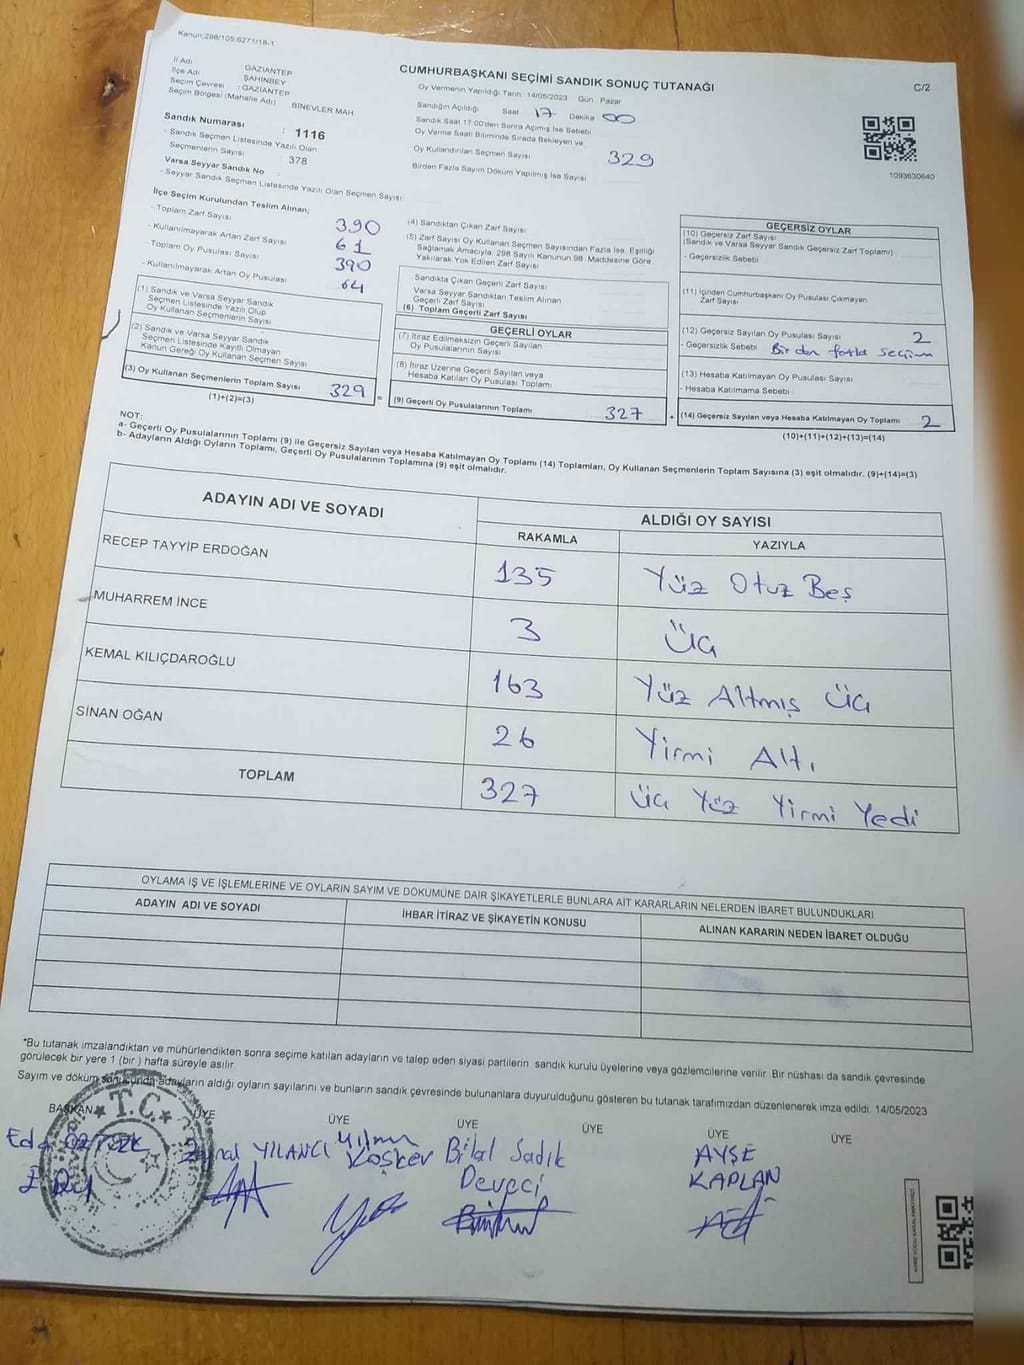 Kanun:298/105.6271/18-1
İl Adı GAZİANTEP
İlçe Adı ŞAHİNBEY
Seçim Çevresi : GAZİANTEP
Seçim Bölgesi (Mahalle Adı) BİNEVLER MAH
Sandık Numarası : 1116
- Sandık Seçmen Listesinde Yazılı Olan
Seçmenlerin Sayısı : 378
Varsa Seyyar Sandık No
- Seyyar Sandık Seçmen Listesinde Yazılı Olan Seçmen Sayısı
CUMHURBAŞKANI SEÇİMİ SANDIK SONUÇ TUTANAĞI
C/2
Oy Vermenin Yapıldığı Tarih: 14/05/2023 Gün: Pazar
Sandığın Açıldığı Saat 17 Dakika 00
Sandık Saat 17:00'den Sonra Açılmış İse Sebebi
Oy Verme Saati Bitiminde Sırada Bekleyen ve
Oy Kullandırılan Seçmen Sayısı 329
Birden Fazla Sayım Döküm Yapılmış İse Sayısı
1093630840
İlçe Seçim Kurulundan Teslim Alınan;
- Toplam Zarf Sayısı 390
- Kullanılmayarak Artan Zarf Sayısı 61
- Toplam Oy Pusulası Sayısı 390
- Kullanılmayarak Artan Oy Pusulası 64
(1) Sandık ve Varsa Seyyar Sandık
Seçmen Listesinde Yazılı Olup
Oy Kullanan Seçmenlerin Sayısı
(2) Sandık ve Varsa Seyyar Sandık
Seçmen Listesinde Kayıtlı Olmayan
Kanun Gereği Oy Kullanan Seçmen Sayısı
(3) Oy Kullanan Seçmenlerin Toplam Sayısı 329 =
(1)+(2)=(3)
(4) Sandıktan Çıkan Zarf Sayısı
(5) Zarf Sayısı Oy Kullanan Seçmen Sayısından Fazla İse, Eşitliği
Sağlamak Amacıyla, 298 Sayılı Kanunun 98. Maddesine Göre
Yakılarak Yok Edilen Zarf Sayısı
Sandıkta Çıkan Geçerli Zarf Sayısı
Varsa Seyyar Sandıktan Teslim Alınan
Geçerli Zarf Sayısı
(6) Toplam Geçerli Zarf Sayısı
GEÇERLİ OYLAR
(7) İtiraz Edilmeksizin Geçerli Sayılan
Oy Pusulalarının Sayısı
(8) İtiraz Üzerine Geçerli Sayılan veya
Hesaba Katılan Oy Pusulası Toplamı
(9) Geçerli Oy Pusulalarının Toplamı 327 +
GEÇERSİZ OYLAR
(10) Geçersiz Zarf Sayısı
(Sandık ve Varsa Seyyar Sandık Geçersiz Zarf Toplamı)
- Geçersizlik Sebebi
(11) İçinden Cumhurbaşkanı Oy Pusulası Çıkmayan
Zarf Sayısı
(12) Geçersiz Sayılan Oy Pusulası Sayısı 2
- Geçersizlik Sebebi Birden fazla seçim
(13) Hesaba Katılmayan Oy Pusulası Sayısı
- Hesaba Katılmama Sebebi
(14) Geçersiz Sayılan veya Hesaba Katılmayan Oy Toplamı 2
(10)+(11)+(12)+(13)=(14)
NOT:
a- Geçerli Oy Pusulalarının Toplamı (9) ile Geçersiz Sayılan veya Hesaba Katılmayan Oy Toplamı (14) Toplamları, Oy Kullanan Seçmenlerin Toplam Sayısına (3) eşit olmalıdır. (9)+(14)=(3)
b- Adayların Aldığı Oyların Toplamı, Geçerli Oy Pusulalarının Toplamına (9) eşit olmalıdır.
ADAYIN ADI VE SOYADI
ALDIĞI OY SAYISI
RAKAMLA YAZIYLA
RECEP TAYYİP ERDOĞAN 135 Yüz Otuz Beş
MUHARREM İNCE 3 Üç
KEMAL KILIÇDAROĞLU 163 Yüz Altmış Üç
SİNAN OĞAN 26 Yirmi Altı
TOPLAM 327 Üç Yüz Yirmi Yedi
OYLAMA İŞ VE İŞLEMLERİNE VE OYLARIN SAYIM VE DÖKÜMÜNE DAİR ŞİKAYETLERLE BUNLARA AİT KARARLARIN NELERDEN İBARET BULUNDUKLARI
ADAYIN ADI VE SOYADI İHBAR İTİRAZ VE ŞİKAYETİN KONUSU ALINAN KARARIN NEDEN İBARET OLDUĞU
*Bu tutanak imzalandıktan ve mühürlendikten sonra seçime katılan adayların ve talep eden siyasi partilerin sandık kurulu üyelerine veya gözlemcilerine verilir. Bir nüshası da sandık çevresinde
görülecek bir yere 1 (bir) hafta süreyle asılır.
Sayım ve döküm sonucunda adayların aldığı oyların sayılarını ve bunların sandık çevresinde bulunanlara duyurulduğunu gösteren bu tutanak tarafımızdan düzenlenerek imza edildi. 14/05/2023
BAŞKAN ÜYE ÜYE ÜYE ÜYE ÜYE ÜYE
T.C.
Eda ÖZTÜRK
Zeynal YILANCI
Yılmaz
Köşker
Bilal Sadık
Deveci
AYŞE
KAPLAN